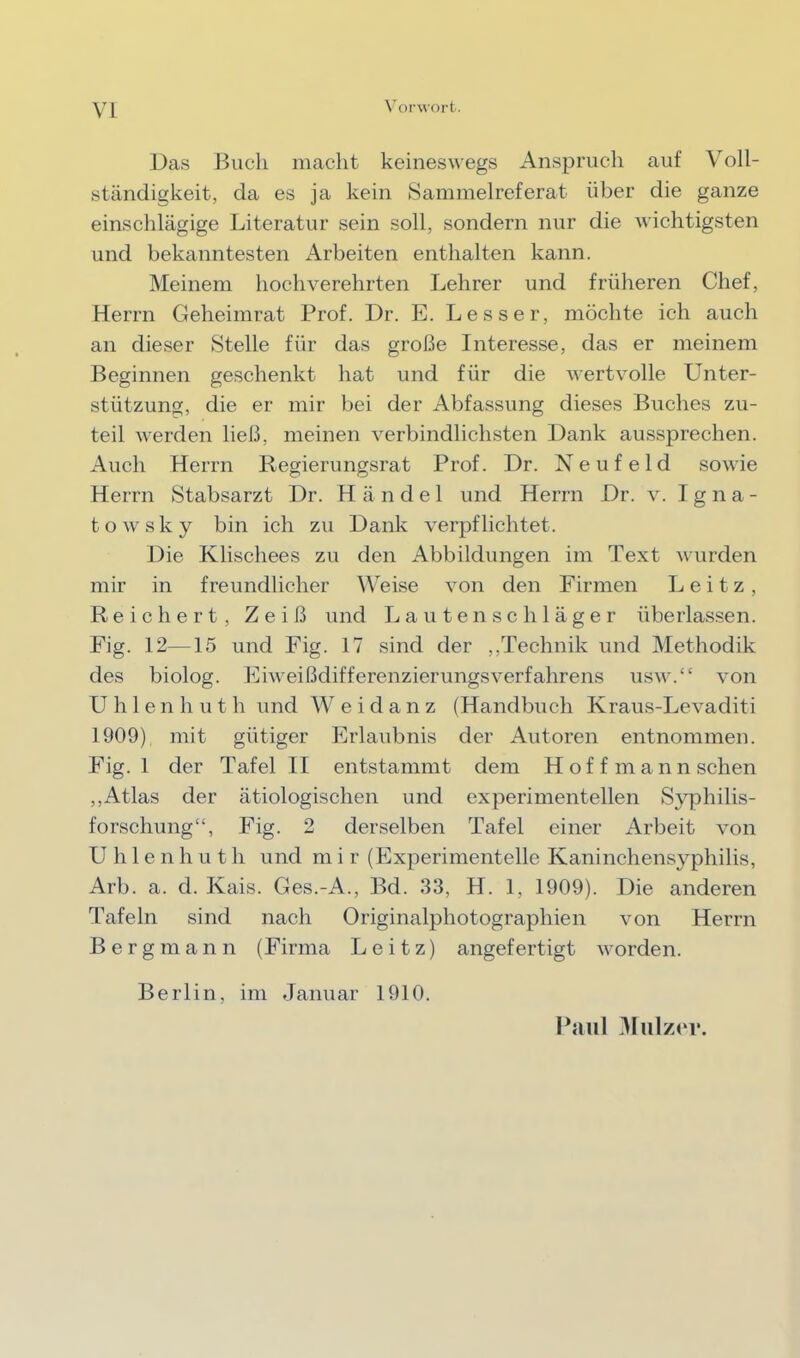 VI Vorwort.
Das Buch macht keineswegs Anspruch auf Voll-
ständigkeit, da es ja kein Sammelreferat über die ganze
einschlägige Literatur sein soll, sondern nur die wichtigsten
und bekanntesten Arbeiten enthalten kann.
Meinem hochverehrten Lehrer und früheren Chef,
Herrn Geheimrat Prof. Dr. E. Lesser, möchte ich auch
an dieser Stelle für das große Interesse, das er meinem
Beginnen geschenkt hat und für die wertvolle Unter-
stützung, die er mir bei der Abfassung dieses Buches zu-
teil werden ließ, meinen verbindlichsten Dank aussprechen.
Auch Herrn Regierungsrat Prof. Dr. Neufeld sowie
Herrn Stabsarzt Dr. Händel und Herrn Dr. v. Igna-
towsky bin ich zu Dank verpflichtet.
Die Klischees zu den Abbildungen im Text wurden
mir in freundlicher Weise von den Firmen Leitz,
Reichert, Zeiß und Lautenschläger überlassen.
Fig. 12—15 und Fig. 17 sind der ,,Technik und Methodik
des biolog. Eiweißdifferenzierungsverfahrens usw.“ von
Uhlenhuth und Weidanz (Handbuch Kraus-Levaditi
1909) mit gütiger Erlaubnis der Autoren entnommen.
Fig. 1 der Tafel II entstammt dem Hoffmannschen
,,Atlas der ätiologischen und experimentellen Syphilis-
forschung“, Fig. 2 derselben Tafel einer Arbeit von
Uhlenhuth und mir (Experimentelle Kaninchensyphilis,
Arb. a. d. Kais. Ges.-A., Bd. 33, H. 1, 1909). Die anderen
Tafeln sind nach Originalphotographien von Herrn
Bergmann (Firma Leitz) angefertigt worden.
Berlin, im Januar 1910.
Paul Mulzer.